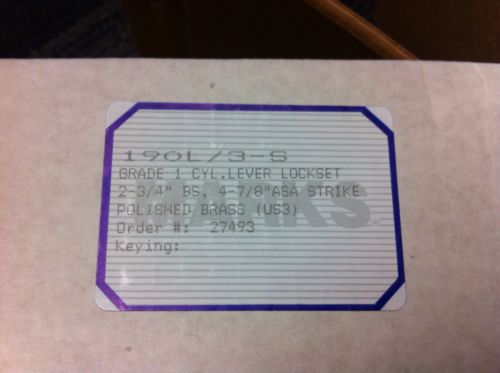 190L/3-S
GRADE 1 CYL.LEVER LOCKSET
2-3/4" BS, 4-7/8"ASA STRIKE
POLISHED BRASS (US3)
MARKS
Order #: 27493
Keying: